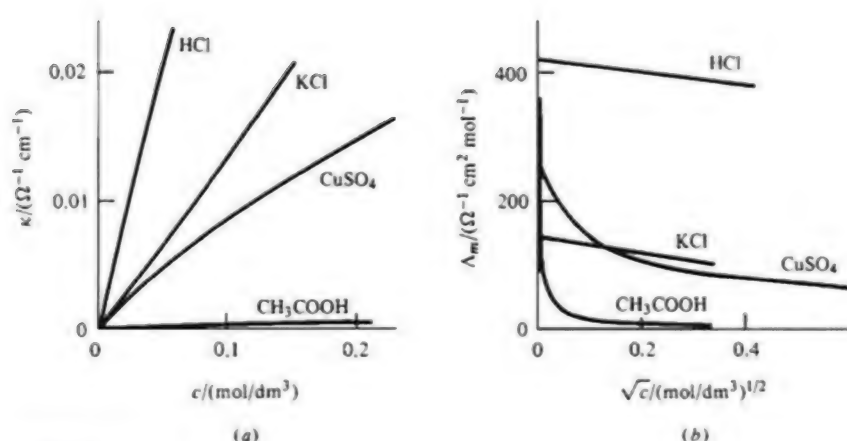 HCl
KCl
CuSO₄
CH₃COOH
0,02
0,01
0
κ/(Ω⁻¹ cm⁻¹)
0
0.1
0.2
c/(mol/dm³)
(a)
HCl
KCl
CuSO₄
CH₃COOH
400
200
0
Λₘ/(Ω⁻¹ cm² mol⁻¹)
0
0.2
0.4
√c/(mol/dm³)¹/²
(b)